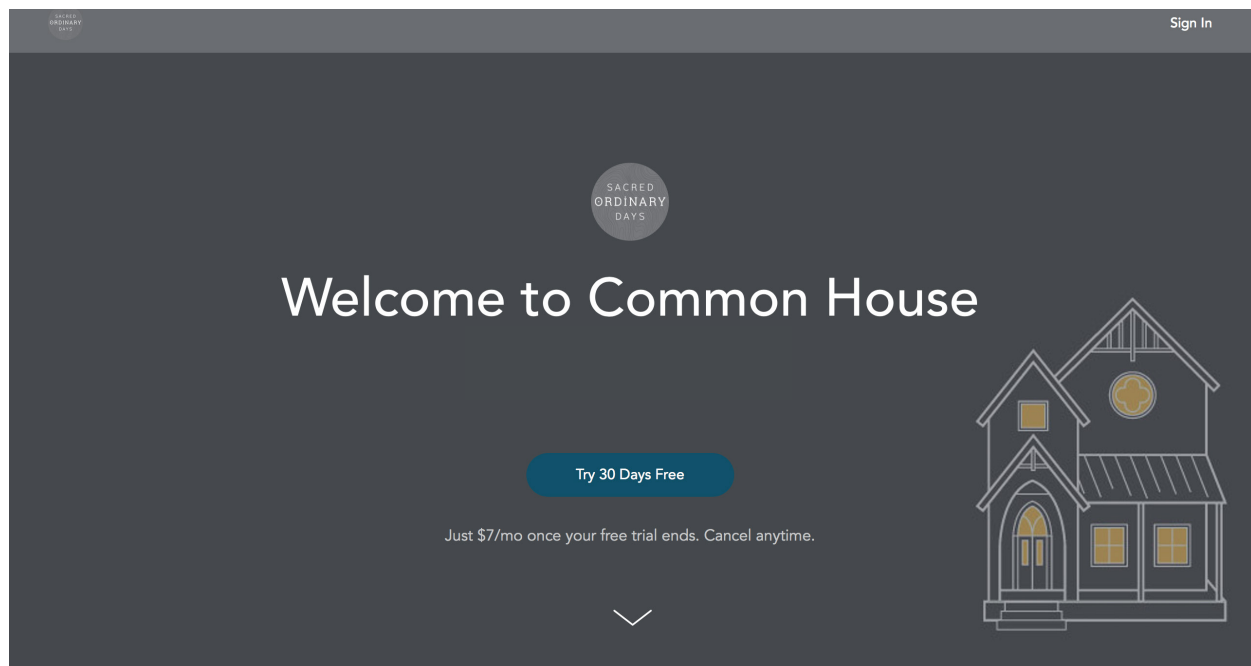 SACRED
ORDINARY
DAYS
Sign In
SACRED
ORDINARY
DAYS
Welcome to Common House
Try 30 Days Free
Just $7/mo once your free trial ends. Cancel anytime.